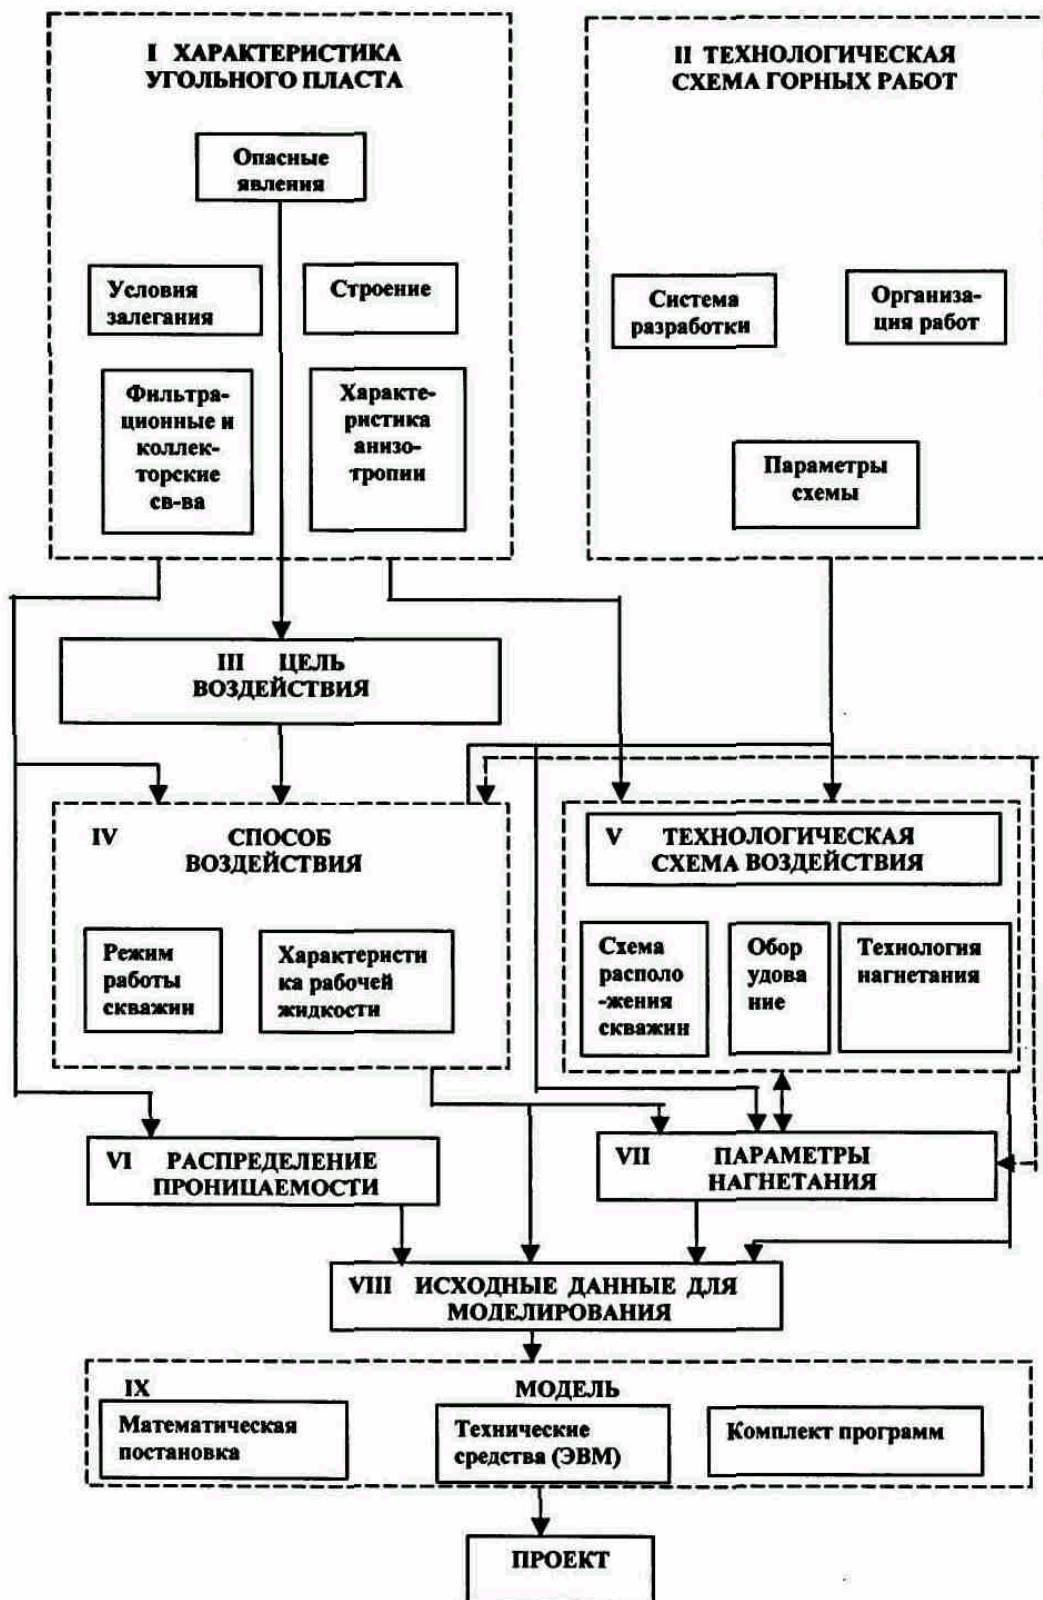 I ХАРАКТЕРИСТИКА
УГОЛЬНОГО ПЛАСТА
Опасные
явления
Условия
залегания
Строение
Фильтра-
ционные и
коллек-
торские
св-ва
Характе-
ристика
анизо-
тропии
II ТЕХНОЛОГИЧЕСКАЯ
СХЕМА ГОРНЫХ РАБОТ
Система
разработки
Организа-
ция работ
Параметры
схемы
III ЦЕЛЬ
ВОЗДЕЙСТВИЯ
IV СПОСОБ
ВОЗДЕЙСТВИЯ
Режим
работы
скважин
Характеристи
ка рабочей
жидкости
V ТЕХНОЛОГИЧЕСКАЯ
СХЕМА ВОЗДЕЙСТВИЯ
Схема
располо
-жения
скважин
Обор
удова
ние
Технология
нагнетания
VI РАСПРЕДЕЛЕНИЕ
ПРОНИЦАЕМОСТИ
VII ПАРАМЕТРЫ
НАГНЕТАНИЯ
VIII ИСХОДНЫЕ ДАННЫЕ ДЛЯ
МОДЕЛИРОВАНИЯ
IX МОДЕЛЬ
Математическая
постановка
Технические
средства (ЭВМ)
Комплект программ
ПРОЕКТ